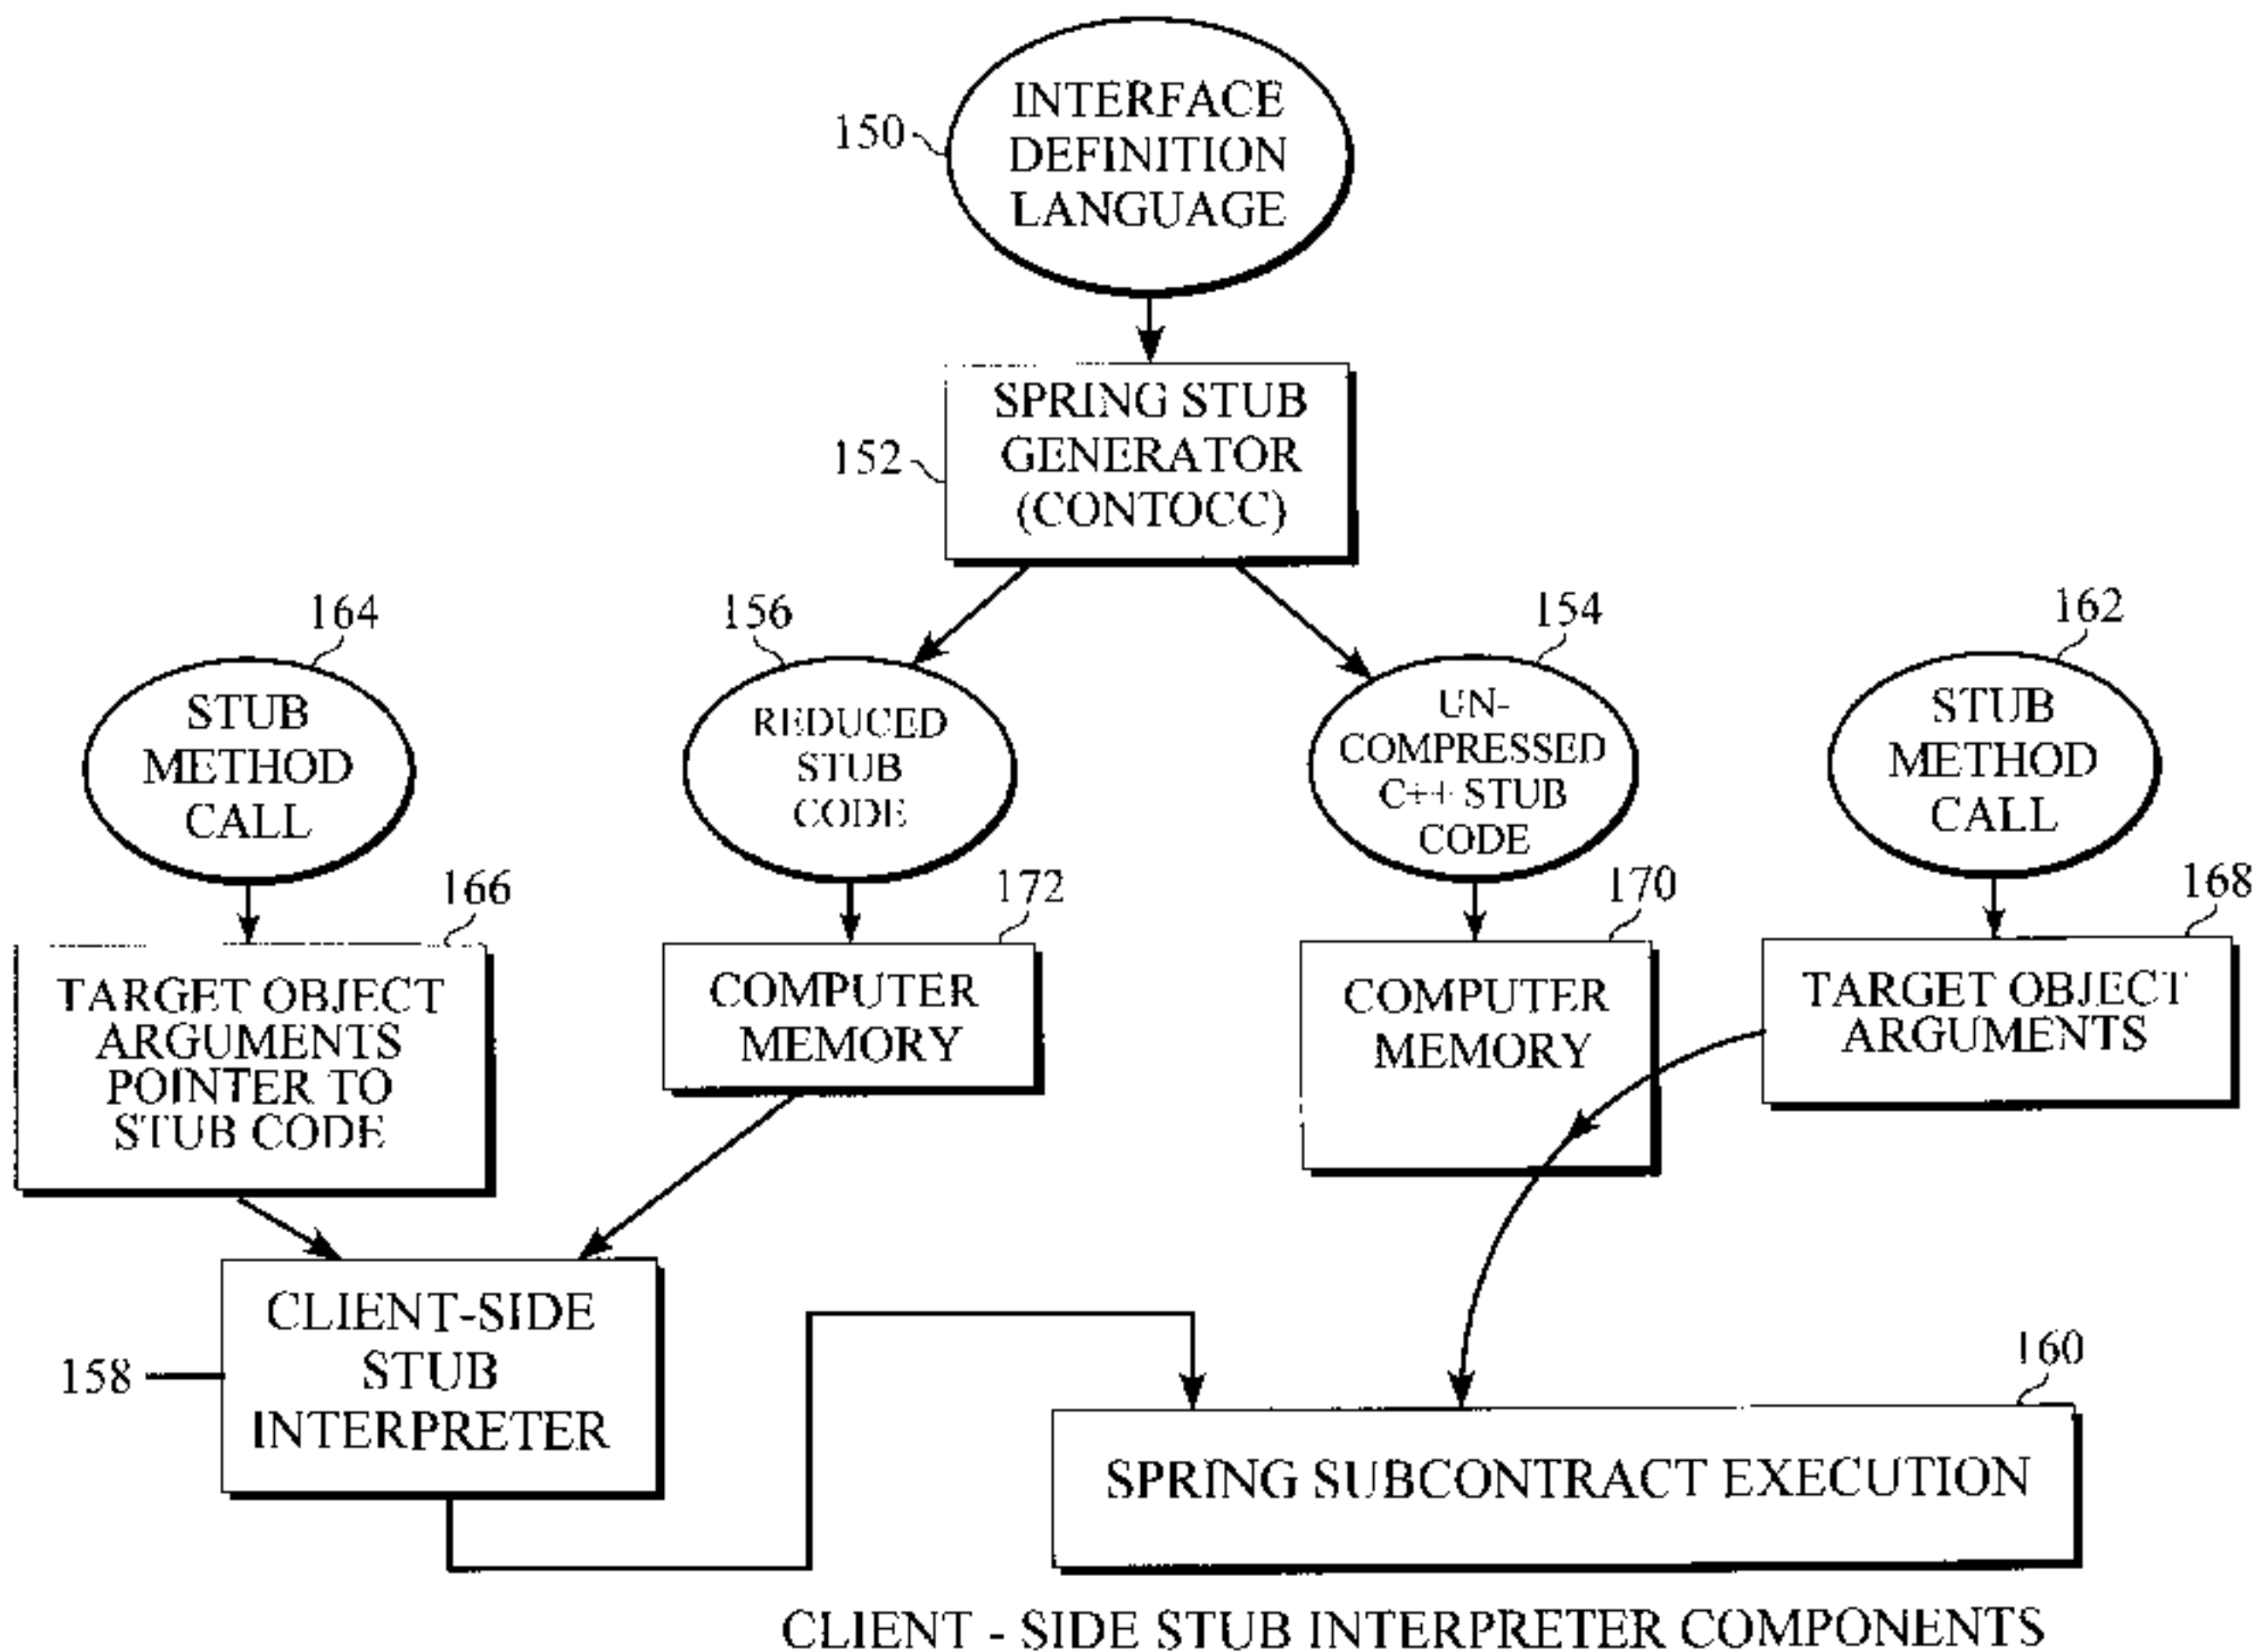 INTERFACE
DEFINITION
LANGUAGE
150
SPRING STUB
GENERATOR
(CONTOCC)
152
164
156
154
162
STUB
METHOD
CALL
REDUCED
STUB
CODE
UN-
COMPRESSED
C++ STUB
CODE
STUB
METHOD
CALL
166
172
170
168
TARGET OBJECT
ARGUMENTS
POINTER TO
STUB CODE
COMPUTER
MEMORY
COMPUTER
MEMORY
TARGET OBJECT
ARGUMENTS
158
CLIENT-SIDE
STUB
INTERPRETER
160
SPRING SUBCONTRACT EXECUTION
CLIENT - SIDE STUB INTERPRETER COMPONENTS